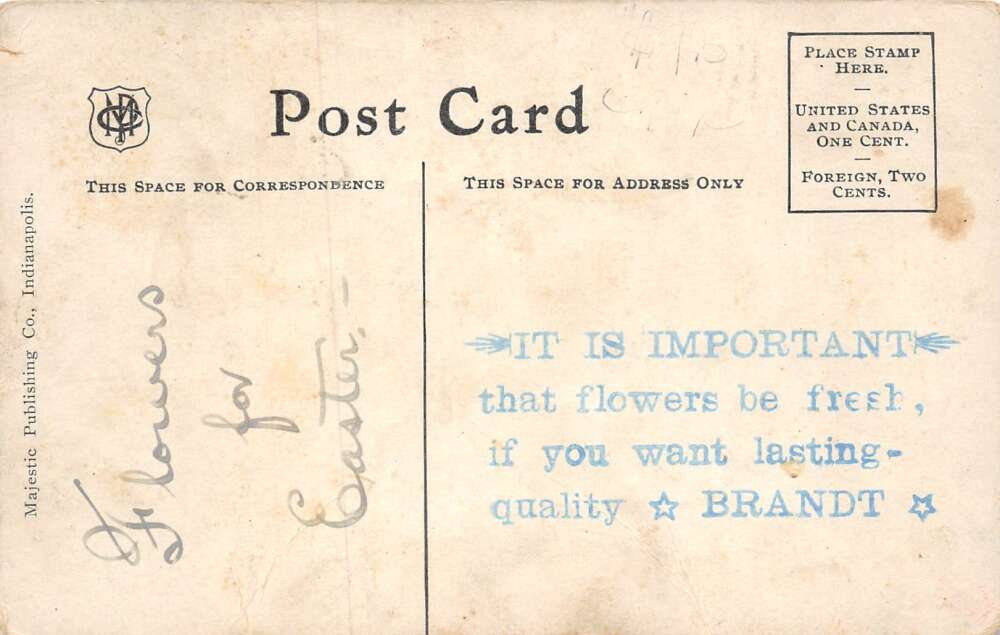 Post Card
THIS SPACE FOR CORRESPONDENCE
THIS SPACE FOR ADDRESS ONLY
PLACE STAMP
HERE.
UNITED STATES
AND CANADA,
ONE CENT.
FOREIGN, TWO
CENTS.
Majestic Publishing Co., Indianapolis.
Flowers
for
Easter.-
IT IS IMPORTANT
that flowers be fresh,
if you want lasting-
quality ☆ BRANDT ☆